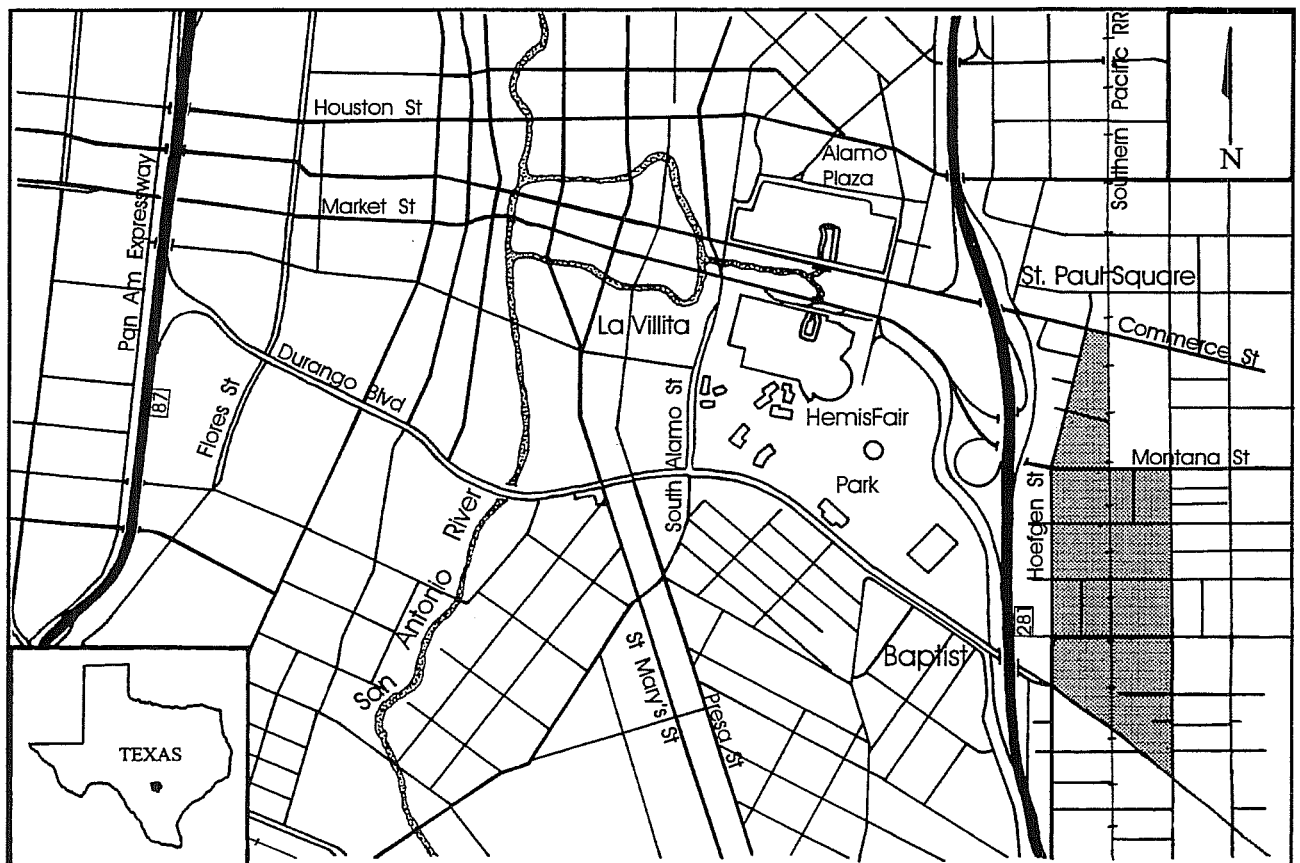 Southern Pacific RR
Houston St
Alamo
Plaza
N
Market St
Pan Am Expressway
St. Paul Square
La Villita
Commerce St
Durango Blvd
87
Flores St
South Alamo St
HemisFair
Park
Montana St
Hoefgen St
281
San Antonio River
Baptist
St Mary's St
Presa St
TEXAS